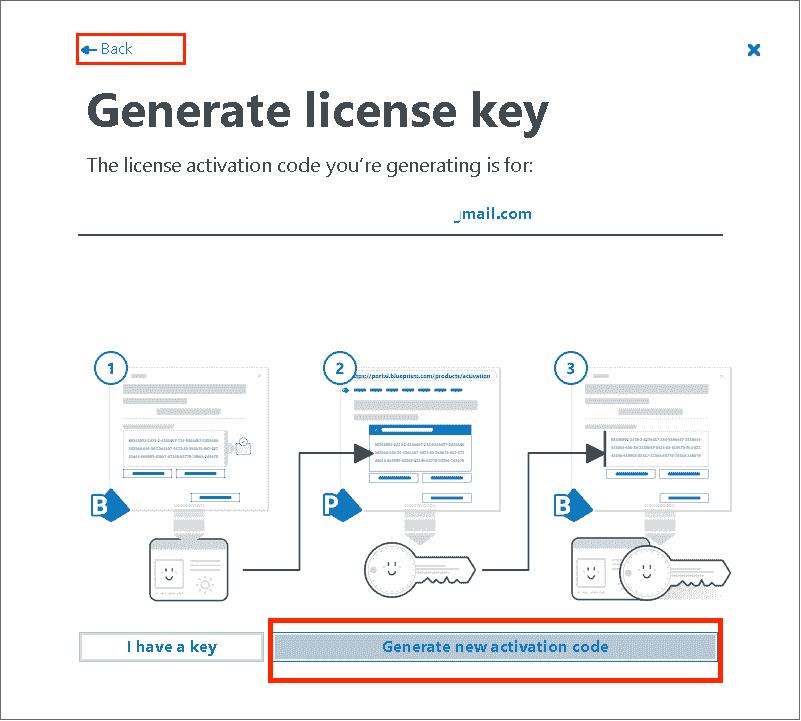 Back
Generate license key
The license activation code you're generating is for:
mail.com
1
2
3
https://portal.blueprism.com/products/activation
B
P
B
I have a key
Generate new activation code